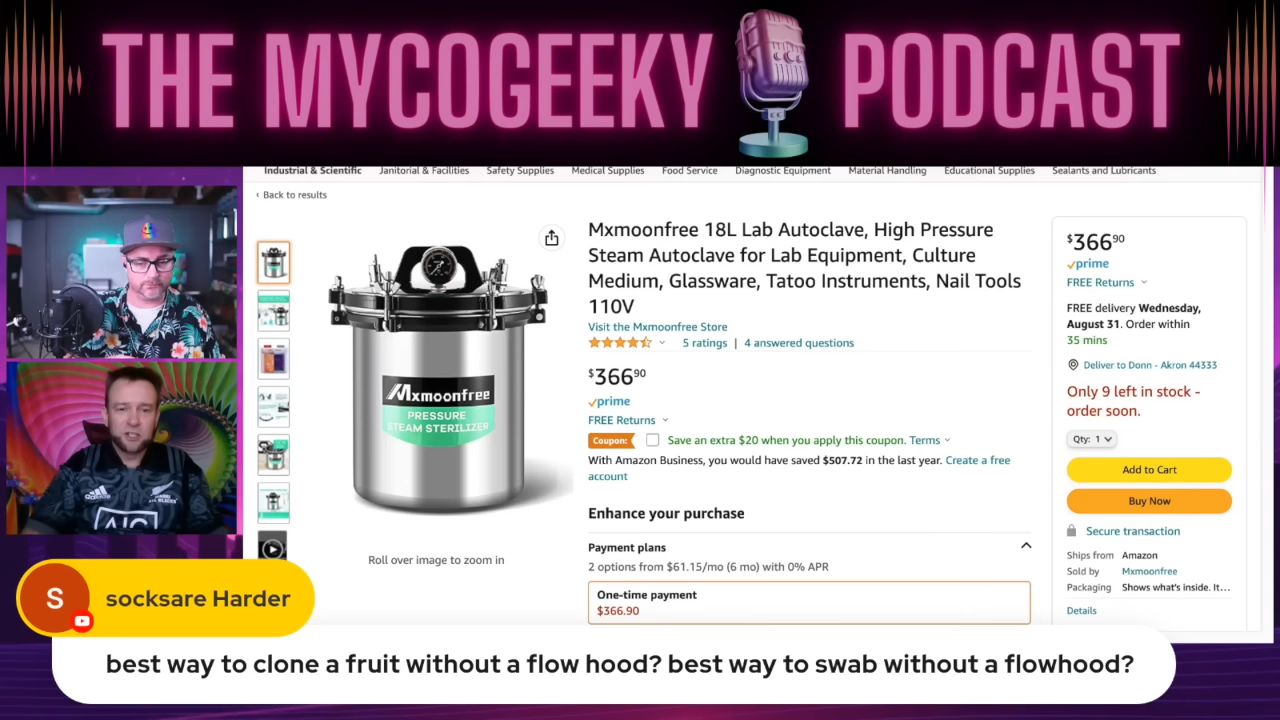 THE MYCOGEEKY PODCAST
Industrial & Scientific Janitorial & Facilities Safety Supplies Medical Supplies Food Service Diagnostic Equipment Material Handling Educational Supplies Sealants and Lubricants
‹ Back to results
Mxmoonfree 18L Lab Autoclave, High Pressure
Steam Autoclave for Lab Equipment, Culture
Medium, Glassware, Tatoo Instruments, Nail Tools
110V
Visit the Mxmoonfree Store
5 ratings | 4 answered questions
$36690
prime
FREE Returns
Coupon: Save an extra $20 when you apply this coupon. Terms
With Amazon Business, you would have saved $507.72 in the last year. Create a free
account
Enhance your purchase
Payment plans
2 options from $61.15/mo (6 mo) with 0% APR
One-time payment
$366.90
Mxmoonfree
PRESSURE
STEAM STERILIZER
Roll over image to zoom in
$36690
prime
FREE Returns
FREE delivery Wednesday,
August 31. Order within
35 mins
Deliver to Donn - Akron 44333
Only 9 left in stock -
order soon.
Qty: 1
Add to Cart
Buy Now
Secure transaction
Ships from Amazon
Sold by Mxmoonfree
Packaging Shows what's inside. It...
Details
adidas
AIG
S
socksare Harder
best way to clone a fruit without a flow hood? best way to swab without a flowhood?